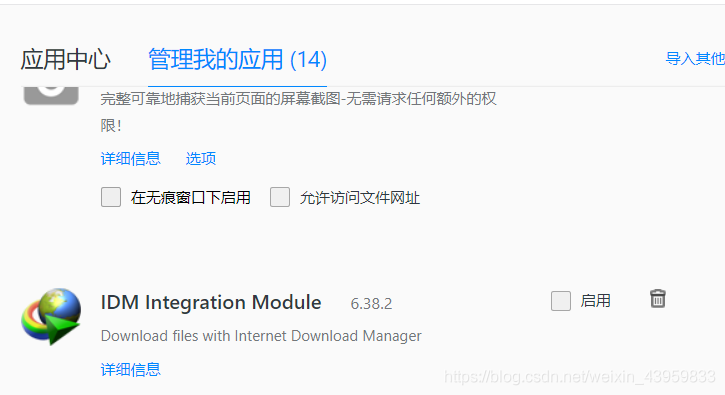 应用中心 管理我的应用 (14) 导入其他
完整可靠地捕获当前页面的屏幕截图-无需请求任何额外的权
限!
详细信息 选项
在无痕窗口下启用 允许访问文件网址
IDM Integration Module 6.38.2 启用
Download files with Internet Download Manager
详细信息
https://blog.csdn.net/weixin_43959833